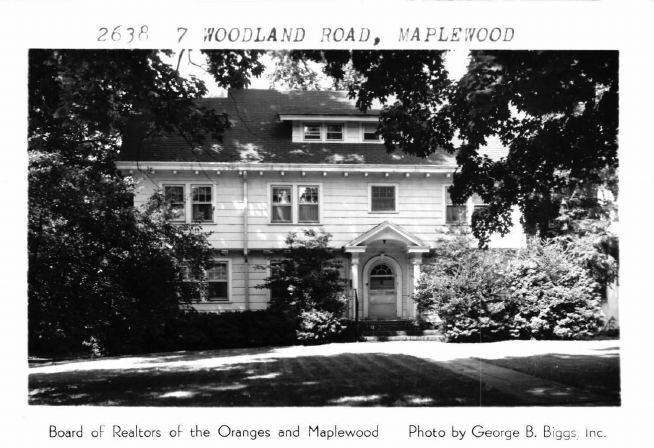 2638 7 WOODLAND ROAD, MAPLEWOOD
Board of Realtors of the Oranges and Maplewood Photo by George B. Biggs, Inc.